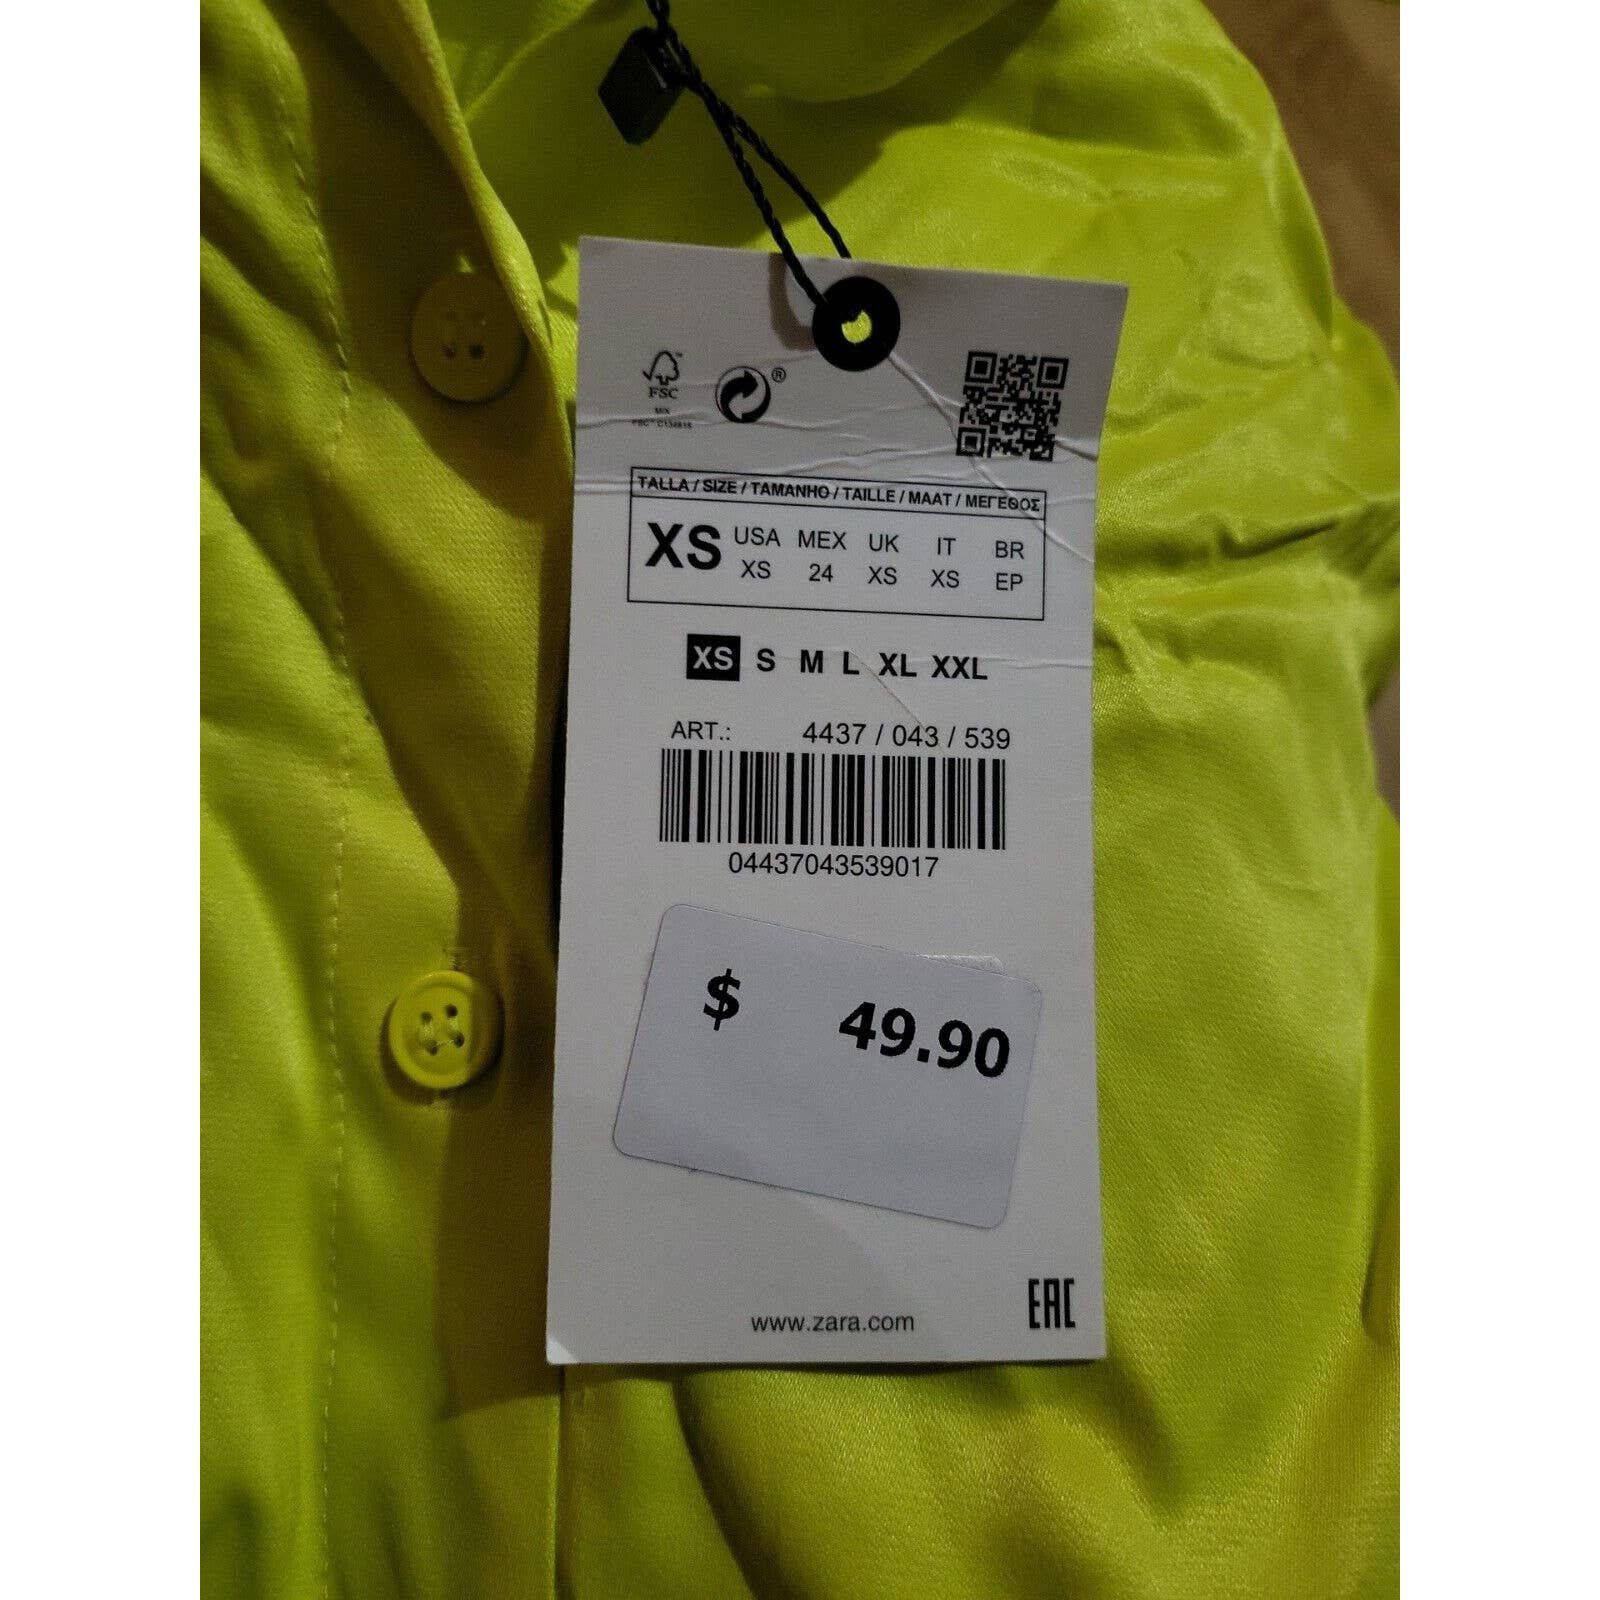 FSC
MIX
®
TALLA / SIZE / TAMANHO / TAILLE / MAAT / ΜΕΓΕΘΟΣ
XS USA MEX UK IT BR
XS 24 XS XS EP
XS S M L XL XXL
ART.: 4437 / 043 / 539
04437043539017
$ 49.90
www.zara.com
EAC